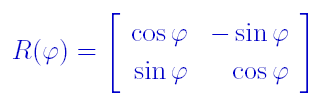 R(φ) = [ cos φ  − sin φ
sin φ  cos φ ]